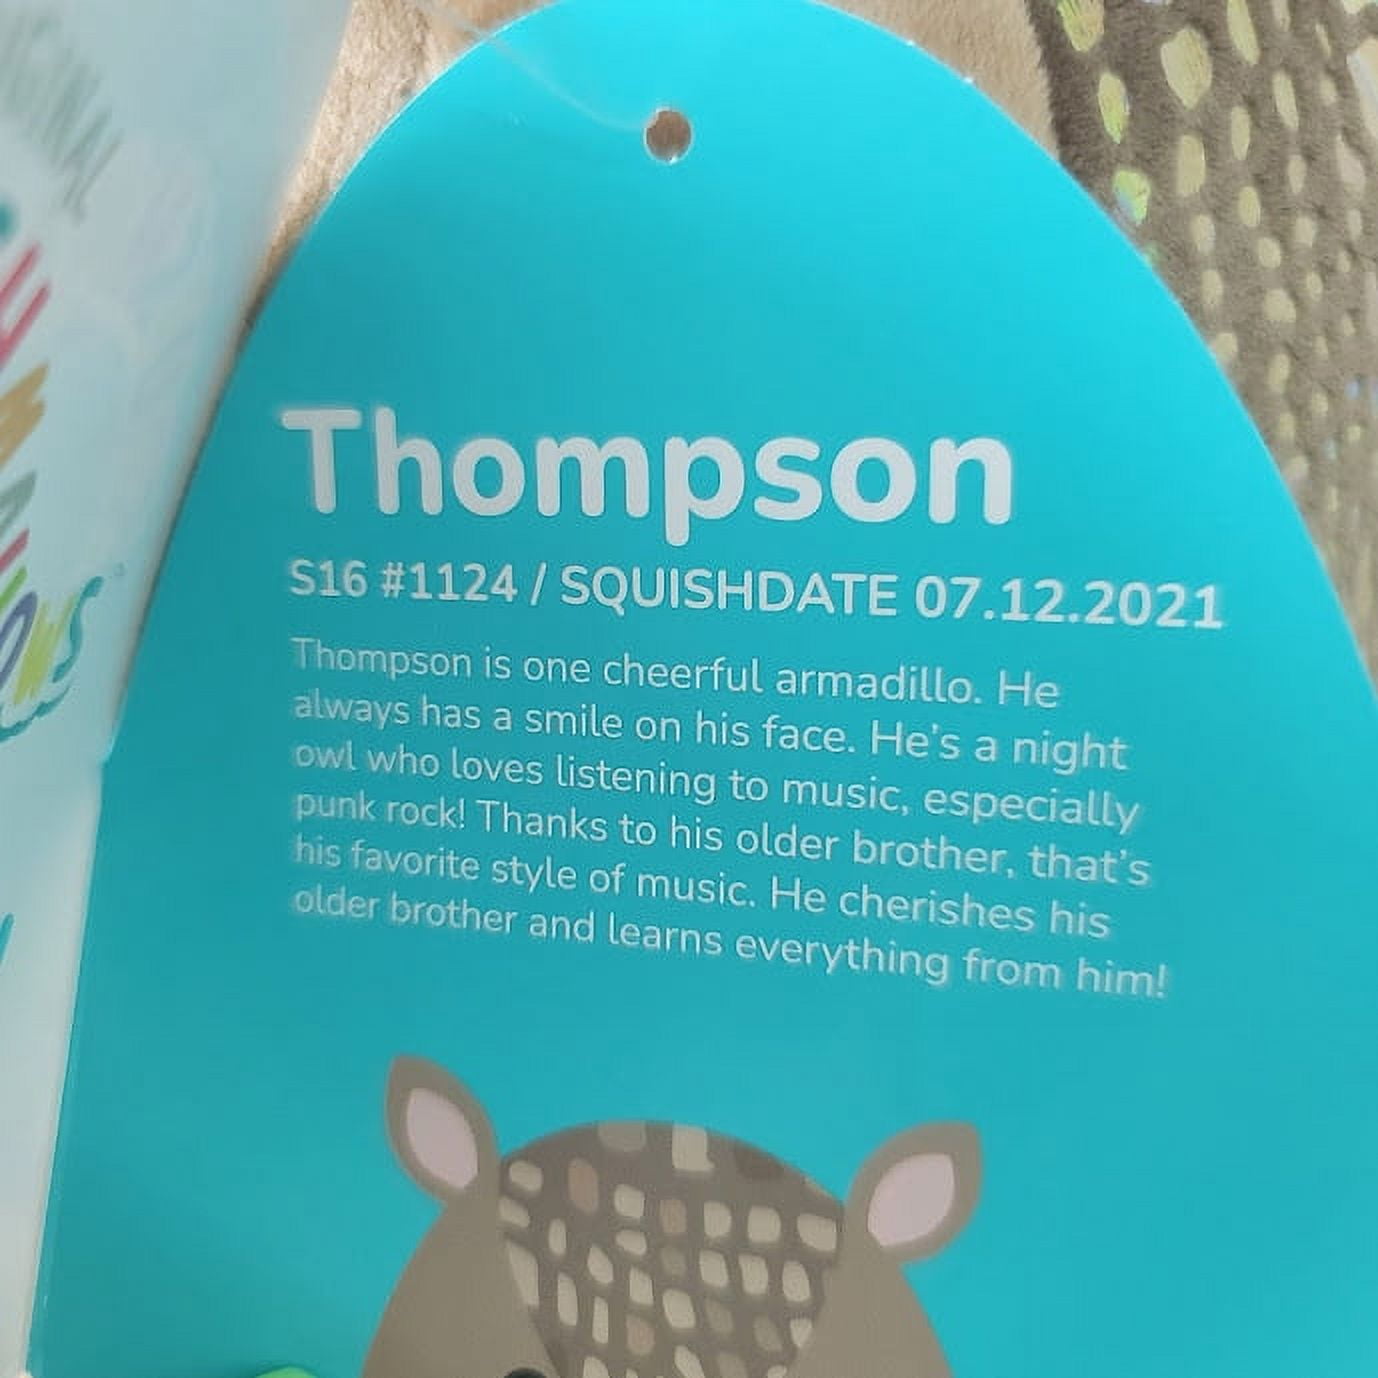 ORIGINAL
Thompson
S16 #1124 / SQUISHDATE 07.12.2021
Thompson is one cheerful armadillo. He
always has a smile on his face. He's a night
owl who loves listening to music, especially
punk rock! Thanks to his older brother, that's
his favorite style of music. He cherishes his
older brother and learns everything from him!